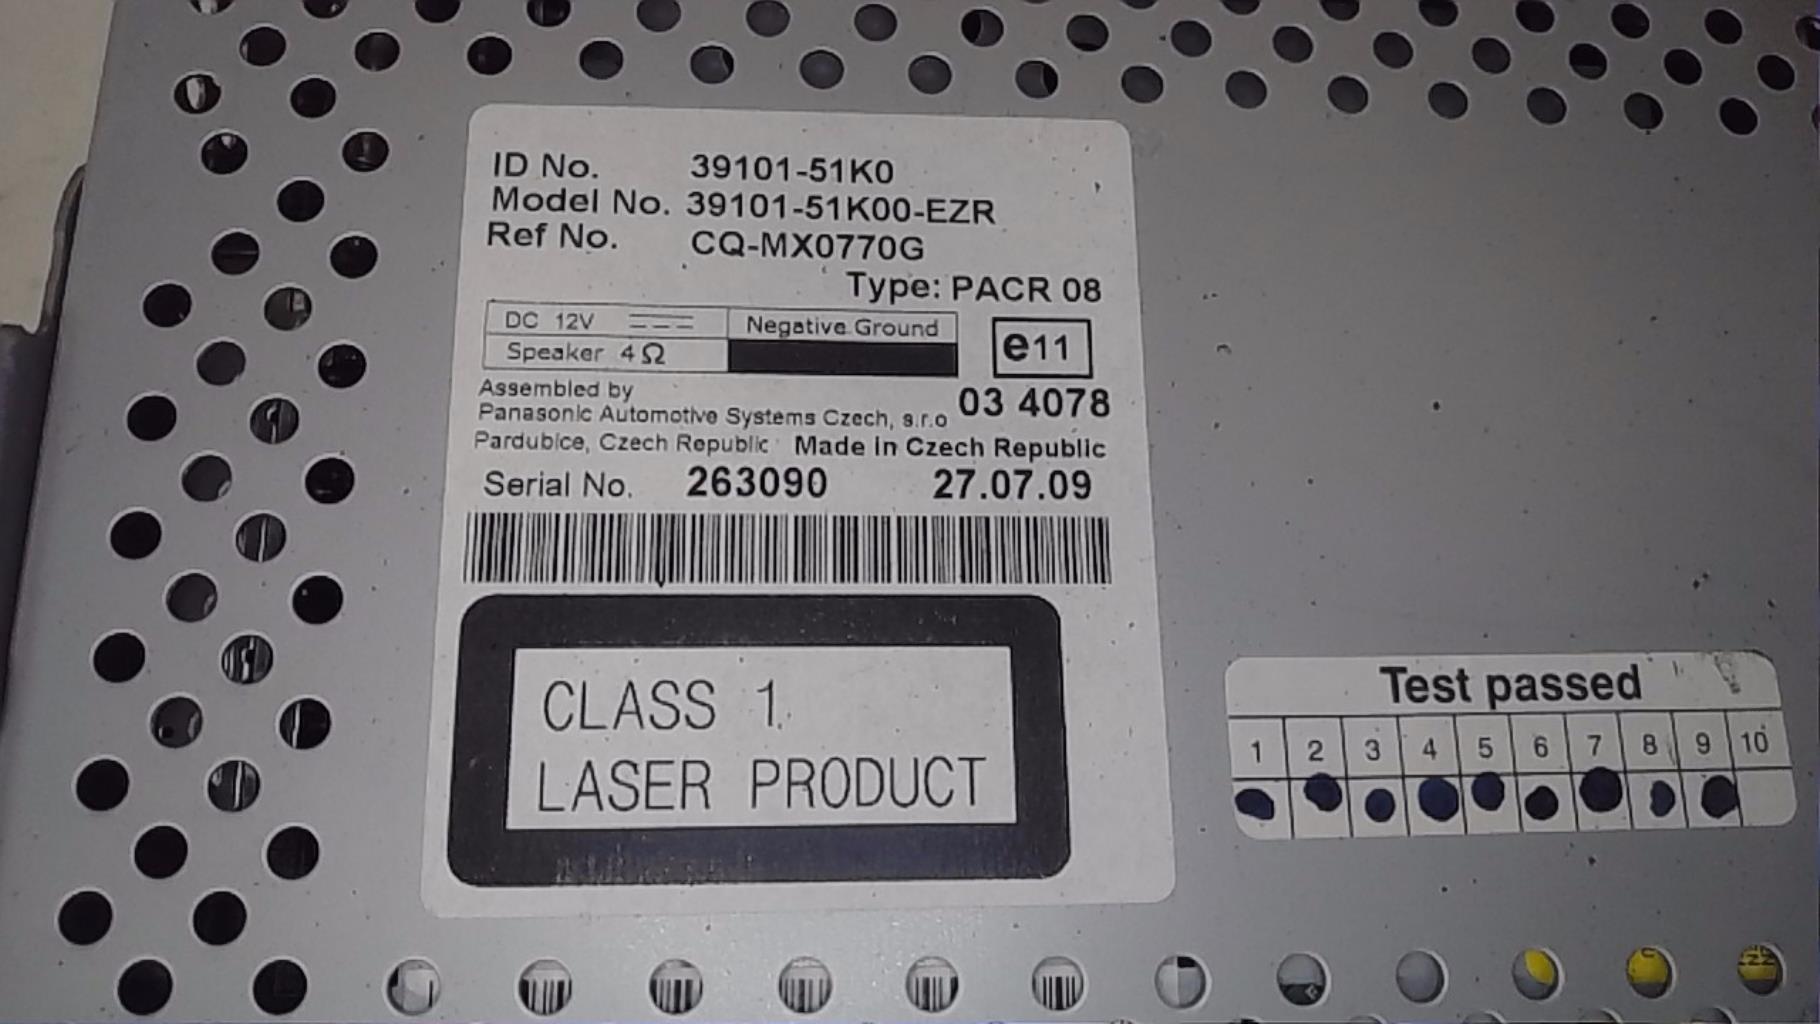 ID No. 39101-51K0
Model No. 39101-51K00-EZR
Ref No. CQ-MX0770G
Type: PACR 08
DC 12V Negative Ground
Speaker 4Ω
e11
Assembled by
03 4078
Panasonic Automotive Systems Czech, s.r.o
Pardubice, Czech Republic Made in Czech Republic
Serial No. 263090 27.07.09
CLASS 1
LASER PRODUCT
Test passed
1 2 3 4 5 6 7 8 9 10